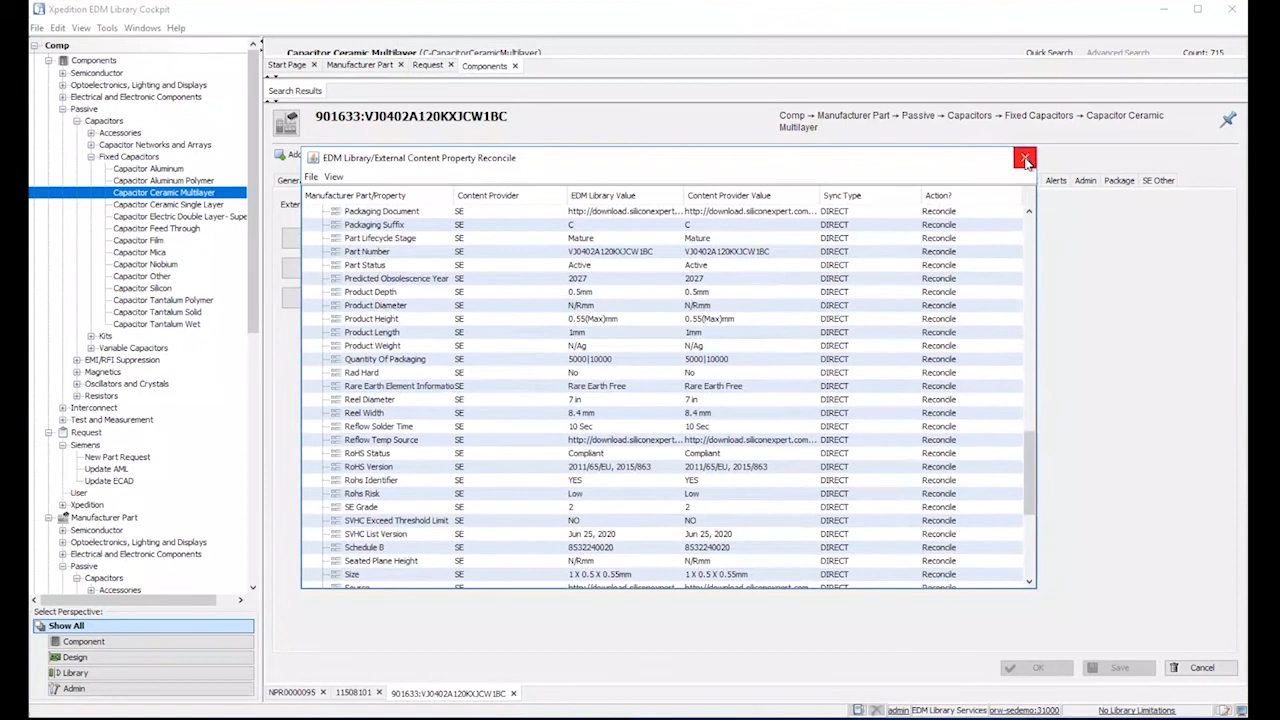 Xpedition EDM Library Cockpit
File Edit View Tools Windows Help
Comp
Components
Semiconductor
Optoelectronics, Lighting and Displays
Electrical and Electronic Components
Passive
Capacitors
Accessories
Capacitor Networks and Arrays
Fixed Capacitors
Capacitor Aluminum
Capacitor Aluminum Polymer
Capacitor Ceramic Multilayer
Capacitor Ceramic Single Layer
Capacitor Electric Double Layer- Supe
Capacitor Feed Through
Capacitor Film
Capacitor Mica
Capacitor Niobium
Capacitor Other
Capacitor Silicon
Capacitor Tantalum Polymer
Capacitor Tantalum Solid
Capacitor Tantalum Wet
Kits
Variable Capacitors
EMI/RFI Suppression
Magnetics
Oscillators and Crystals
Resistors
Interconnect
Test and Measurement
Request
Siemens
New Part Request
Update AML
Update ECAD
User
Xpedition
Manufacturer Part
Semiconductor
Optoelectronics, Lighting and Displays
Electrical and Electronic Components
Passive
Capacitors
Accessories
Select Perspective:
Show All
Component
Design
Library
Admin
Capacitor Ceramic Multilayer (C-CapacitorCeramicMultilayer) Quick Search Advanced Search Count: 715
Start Page Manufacturer Part Request Components
Search Results
901633:VJ0402A120KXJCW1BC
Comp → Manufacturer Part → Passive → Capacitors → Fixed Capacitors → Capacitor Ceramic
Multilayer
Alerts Admin Package SE Other
EDM Library/External Content Property Reconcile
File View
Manufacturer Part/Property Content Provider EDM Library Value Content Provider Value Sync Type Action?
Packaging Document SE http://download.siliconexpert.... http://download.siliconexpert.com... DIRECT Reconcile
Packaging Suffix SE C C DIRECT Reconcile
Part Lifecycle Stage SE Mature Mature DIRECT Reconcile
Part Number SE VJ0402A120KXJCW1BC VJ0402A120KXJCW1BC DIRECT Reconcile
Part Status SE Active Active DIRECT Reconcile
Predicted Obsolescence Year SE 2027 2027 DIRECT Reconcile
Product Depth SE 0.5mm 0.5mm DIRECT Reconcile
Product Diameter SE N/Rmm N/Rmm DIRECT Reconcile
Product Height SE 0.55(Max)mm 0.55(Max)mm DIRECT Reconcile
Product Length SE 1mm 1mm DIRECT Reconcile
Product Weight SE N/Ag N/Ag DIRECT Reconcile
Quantity Of Packaging SE 5000|10000 5000|10000 DIRECT Reconcile
Rad Hard SE No No DIRECT Reconcile
Rare Earth Element Informatio SE Rare Earth Free Rare Earth Free DIRECT Reconcile
Reel Diameter SE 7 in 7 in DIRECT Reconcile
Reel Width SE 8.4 mm 8.4 mm DIRECT Reconcile
Reflow Solder Time SE 10 Sec 10 Sec DIRECT Reconcile
Reflow Temp Source SE http://download.siliconexpert.... http://download.siliconexpert.com... DIRECT Reconcile
RoHS Status SE Compliant Compliant DIRECT Reconcile
RoHS Version SE 2011/65/EU, 2015/863 2011/65/EU, 2015/863 DIRECT Reconcile
Rohs Identifier SE YES YES DIRECT Reconcile
Rohs Risk SE Low Low DIRECT Reconcile
SE Grade SE 2 2 DIRECT Reconcile
SVHC Exceed Threshold Limit SE NO NO DIRECT Reconcile
SVHC List Version SE Jun 25, 2020 Jun 25, 2020 DIRECT Reconcile
Schedule B SE 8532240020 8532240020 DIRECT Reconcile
Seated Plane Height SE N/Rmm N/Rmm DIRECT Reconcile
Size SE 1 X 0.5 X 0.55mm 1 X 0.5 X 0.55mm DIRECT Reconcile
OK Save Cancel
NPR0000095 11508101 901633:VJ0402A120KXJCW1BC
admin EDM Library Services orw-sedemo:31000 No Library Limitations